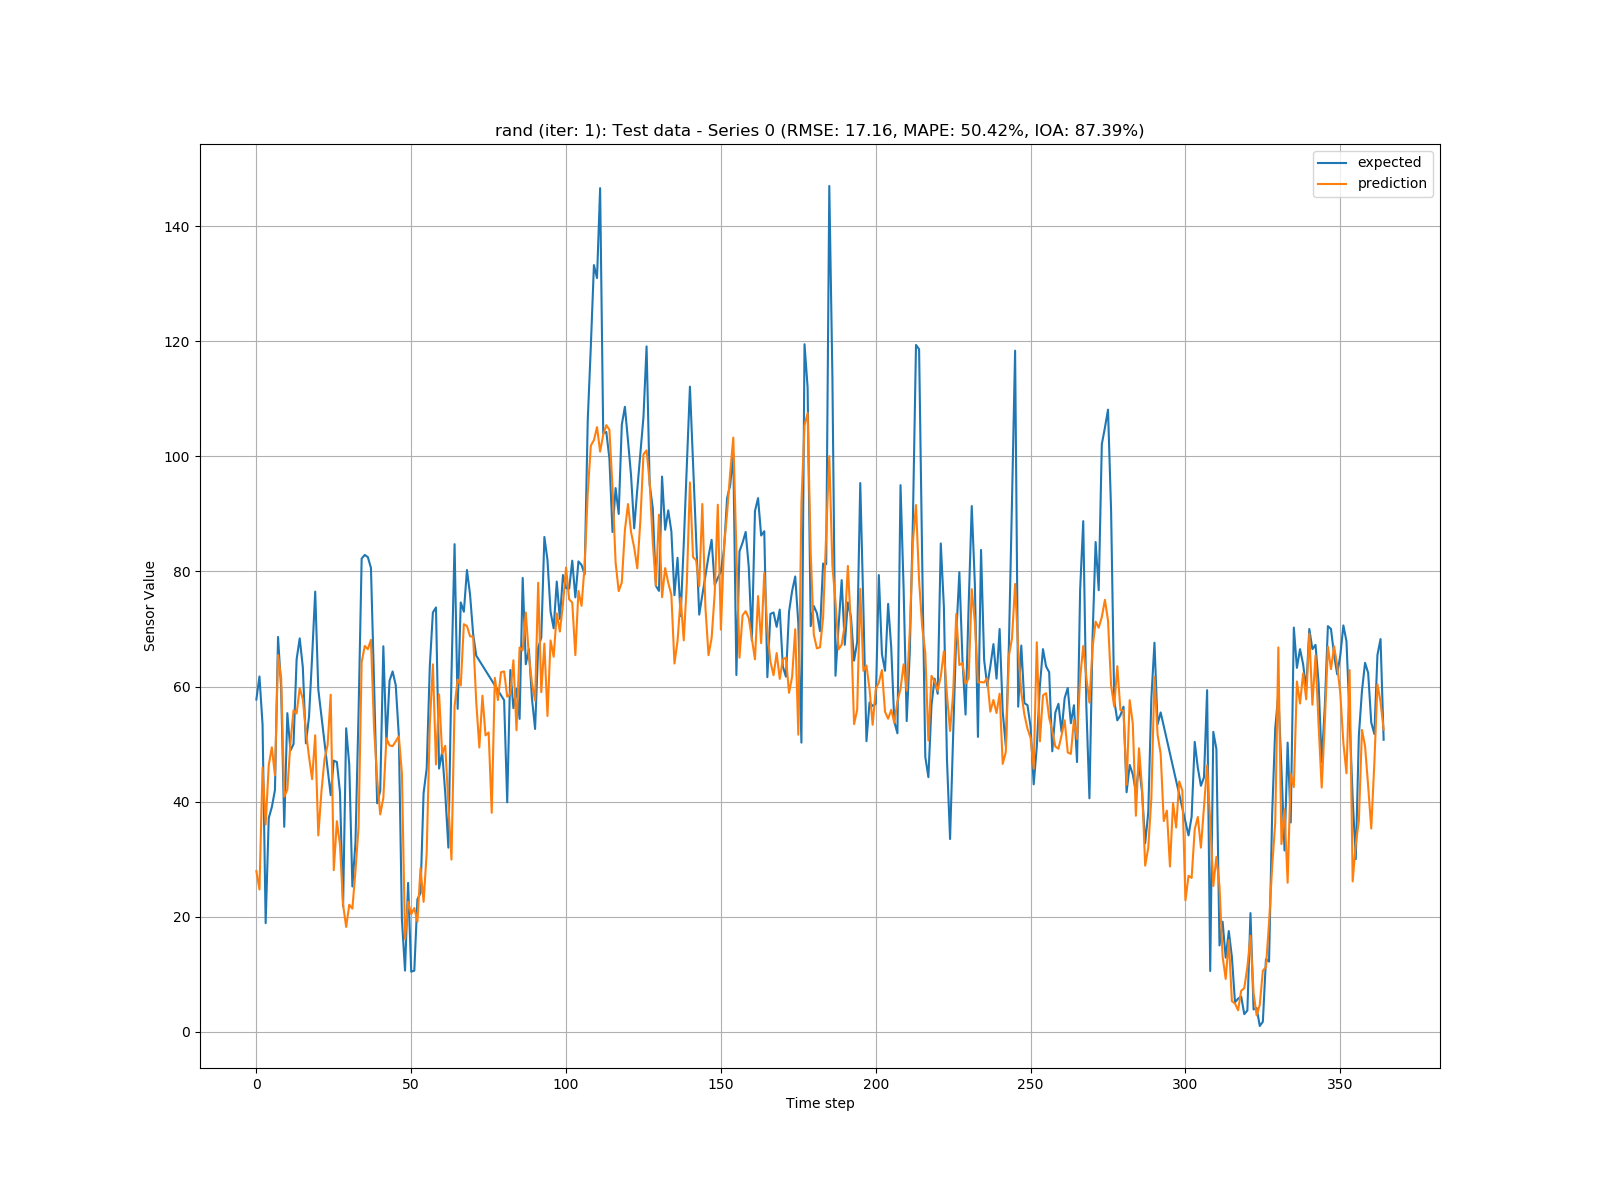 rand (iter: 1): Test data - Series 0 (RMSE: 17.16, MAPE: 50.42%, IOA: 87.39%)
expected
prediction
140
120
100
80
60
40
20
0
Sensor Value
0 50 100 150 200 250 300 350
Time step